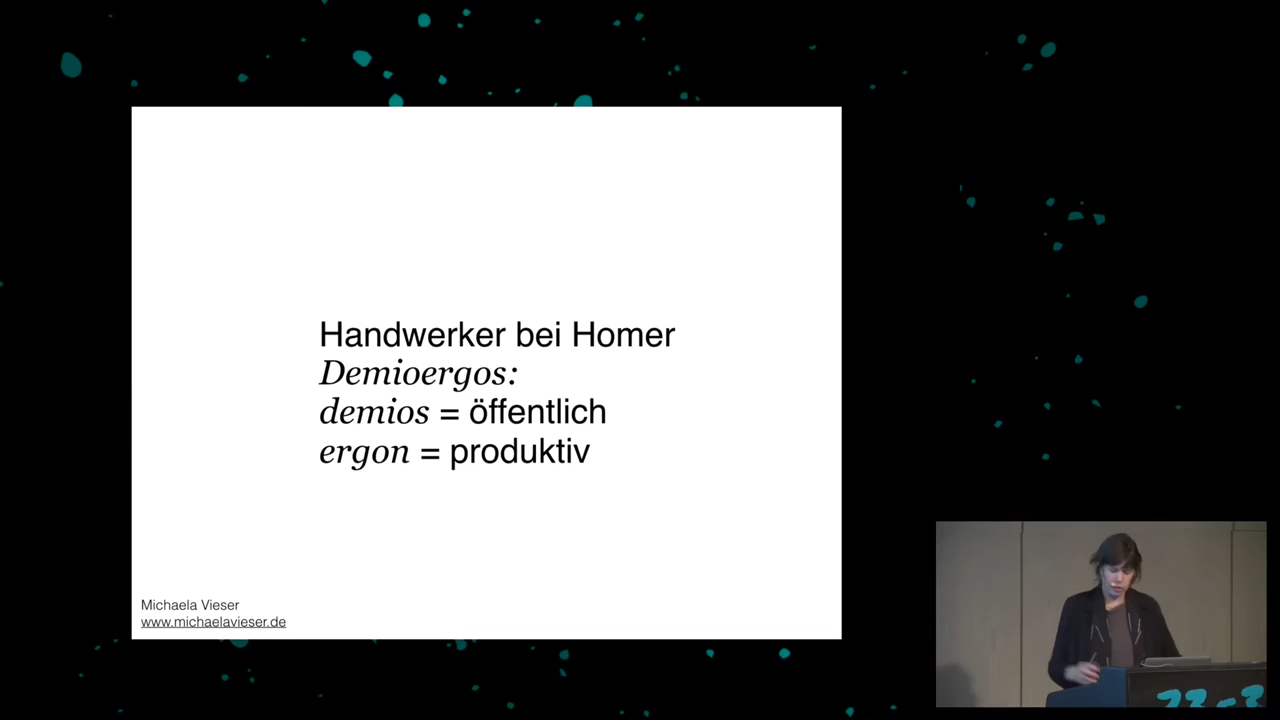 Handwerker bei Homer
Demioergos:
demios = öffentlich
ergon = produktiv
Michaela Vieser
www.michaelavieser.de